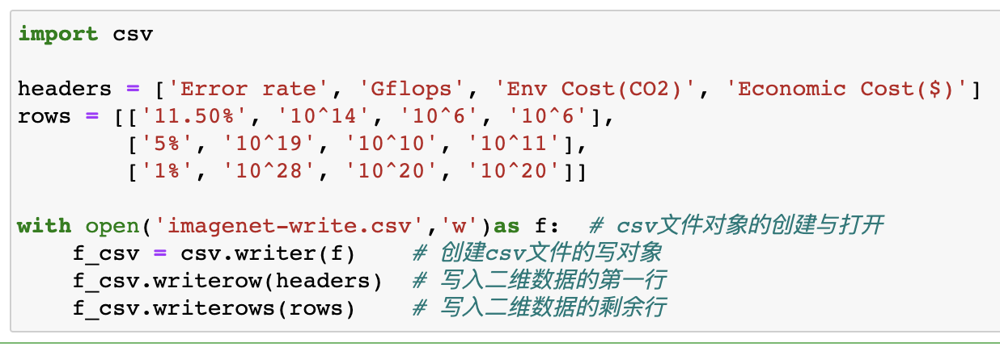 import csv
headers = ['Error rate', 'Gflops', 'Env Cost(CO2)', 'Economic Cost($)']
rows = [['11.50%', '10^14', '10^6', '10^6'],
['5%', '10^19', '10^10', '10^11'],
['1%', '10^28', '10^20', '10^20']]
with open('imagenet-write.csv','w')as f:  # csv文件对象的创建与打开
f_csv = csv.writer(f)    # 创建csv文件的写对象
f_csv.writerow(headers)  # 写入二维数据的第一行
f_csv.writerows(rows)    # 写入二维数据的剩余行